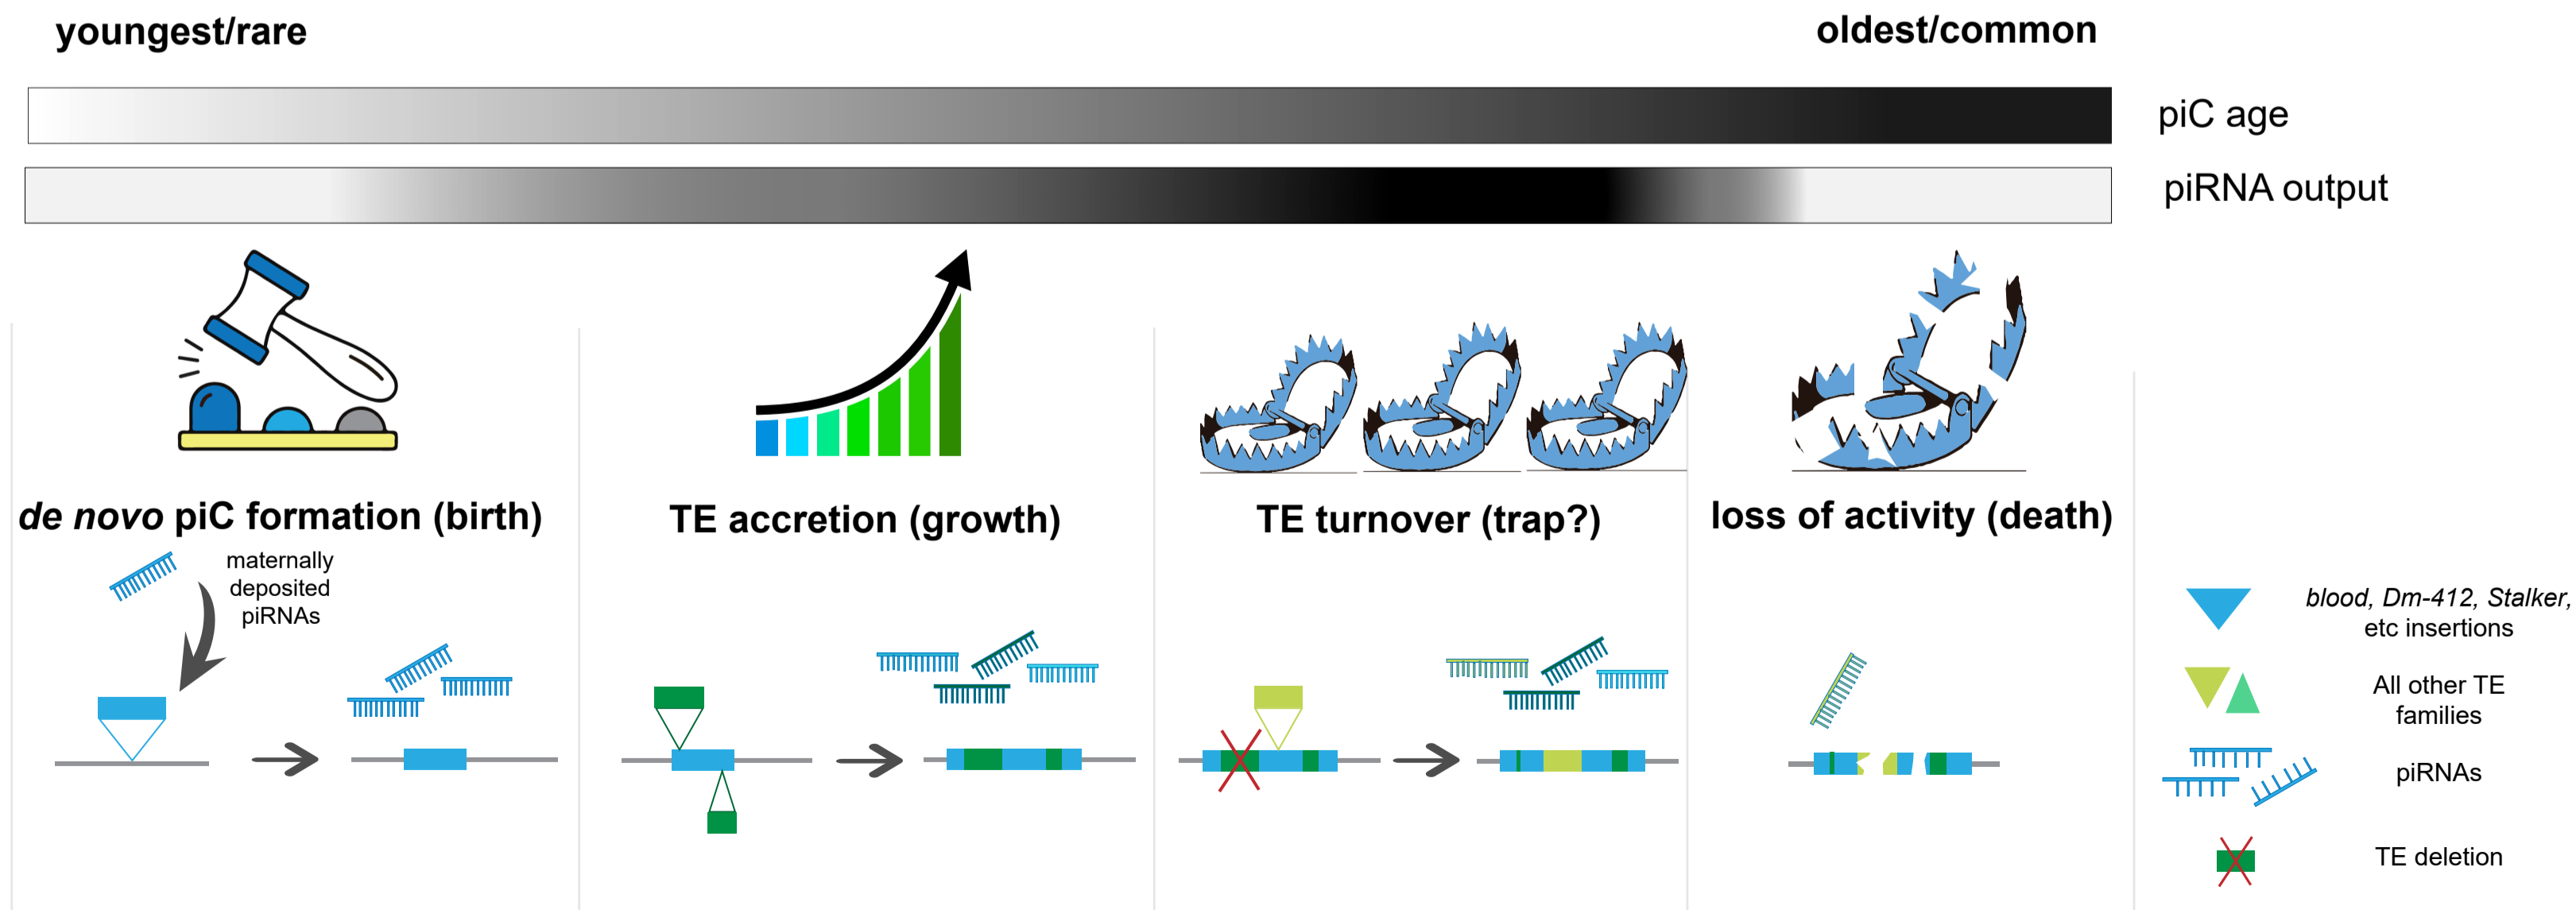 youngest/rare
oldest/common
piC age
piRNA output
de novo piC formation (birth)
TE accretion (growth)
TE turnover (trap?)
loss of activity (death)
maternally
deposited
piRNAs
blood, Dm-412, Stalker,
etc insertions
All other TE
families
piRNAs
TE deletion